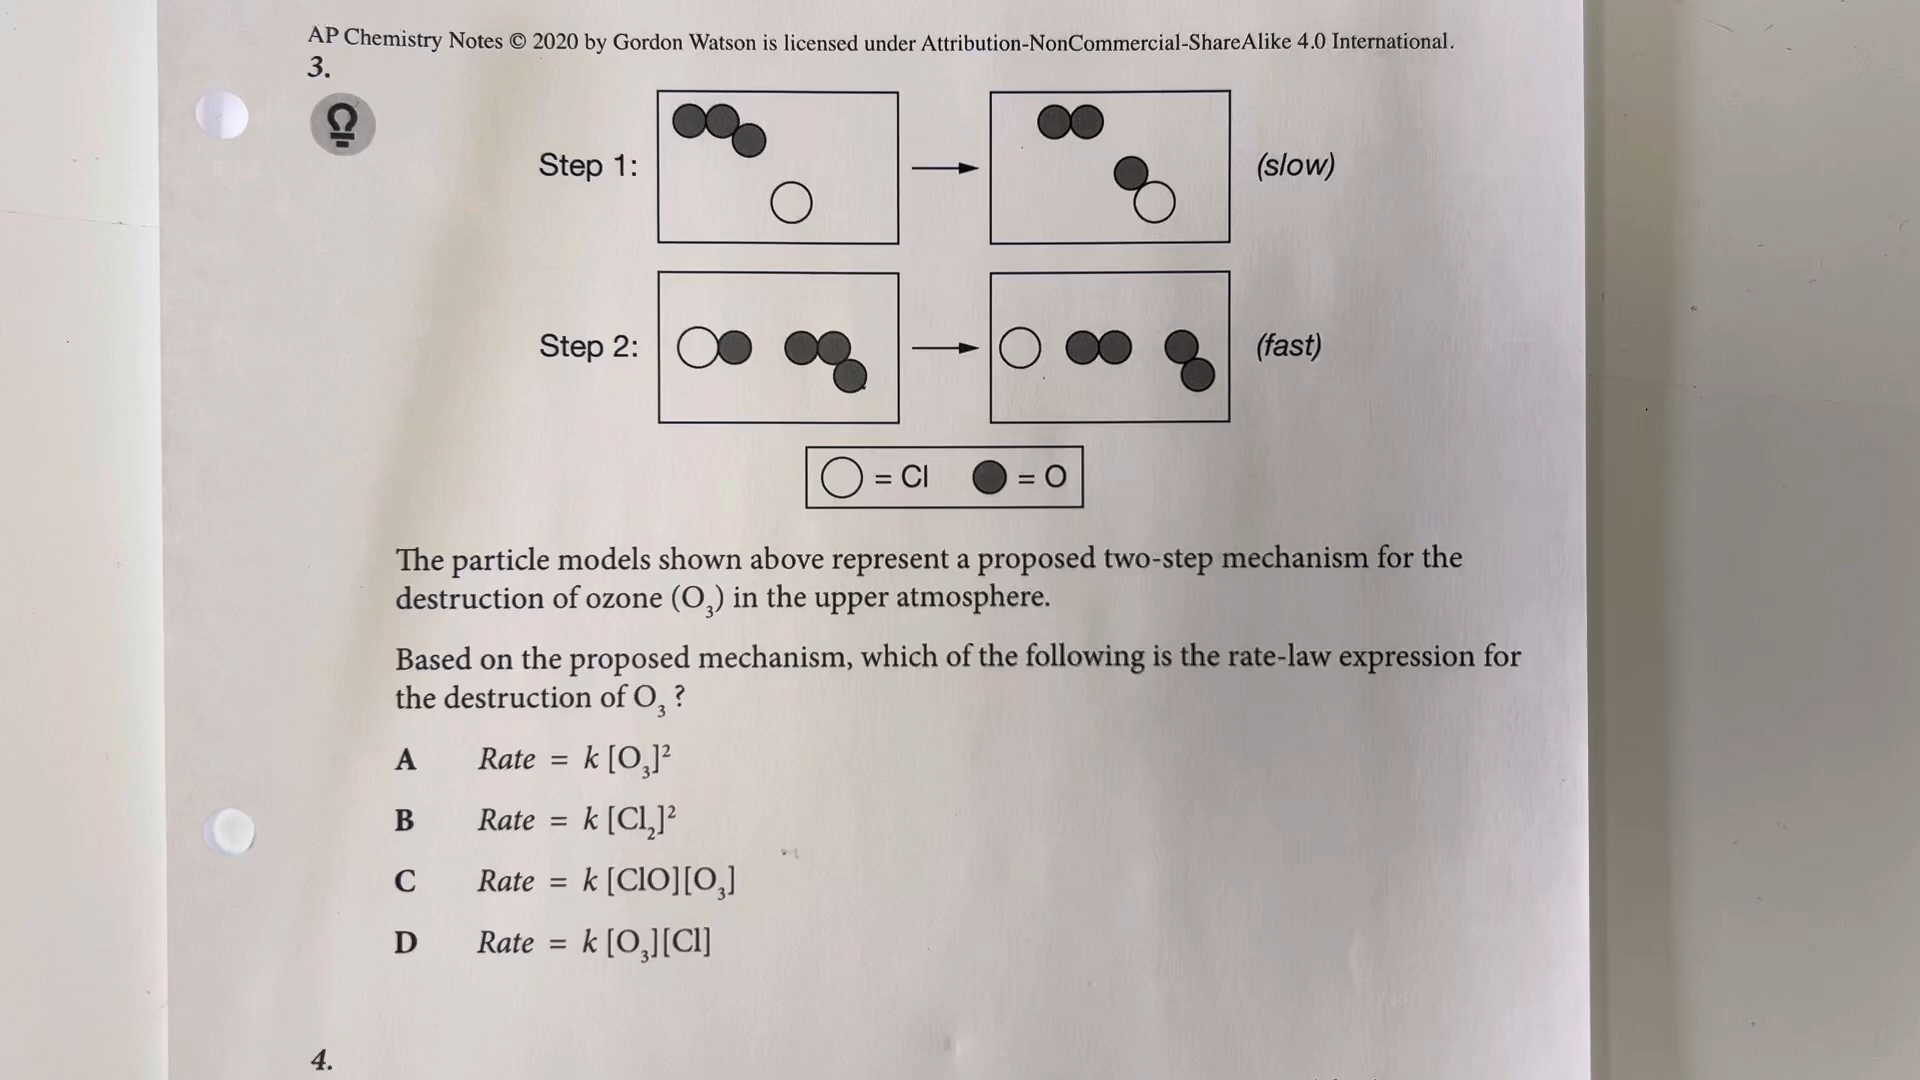 AP Chemistry Notes © 2020 by Gordon Watson is licensed under Attribution-NonCommercial-ShareAlike 4.0 International.
3.
Step 1: (slow)
Step 2: (fast)
= Cl = O
The particle models shown above represent a proposed two-step mechanism for the
destruction of ozone (O₃) in the upper atmosphere.
Based on the proposed mechanism, which of the following is the rate-law expression for
the destruction of O₃ ?
A Rate = k [O₃]²
B Rate = k [Cl₂]²
C Rate = k [ClO][O₃]
D Rate = k [O₃][Cl]
4.